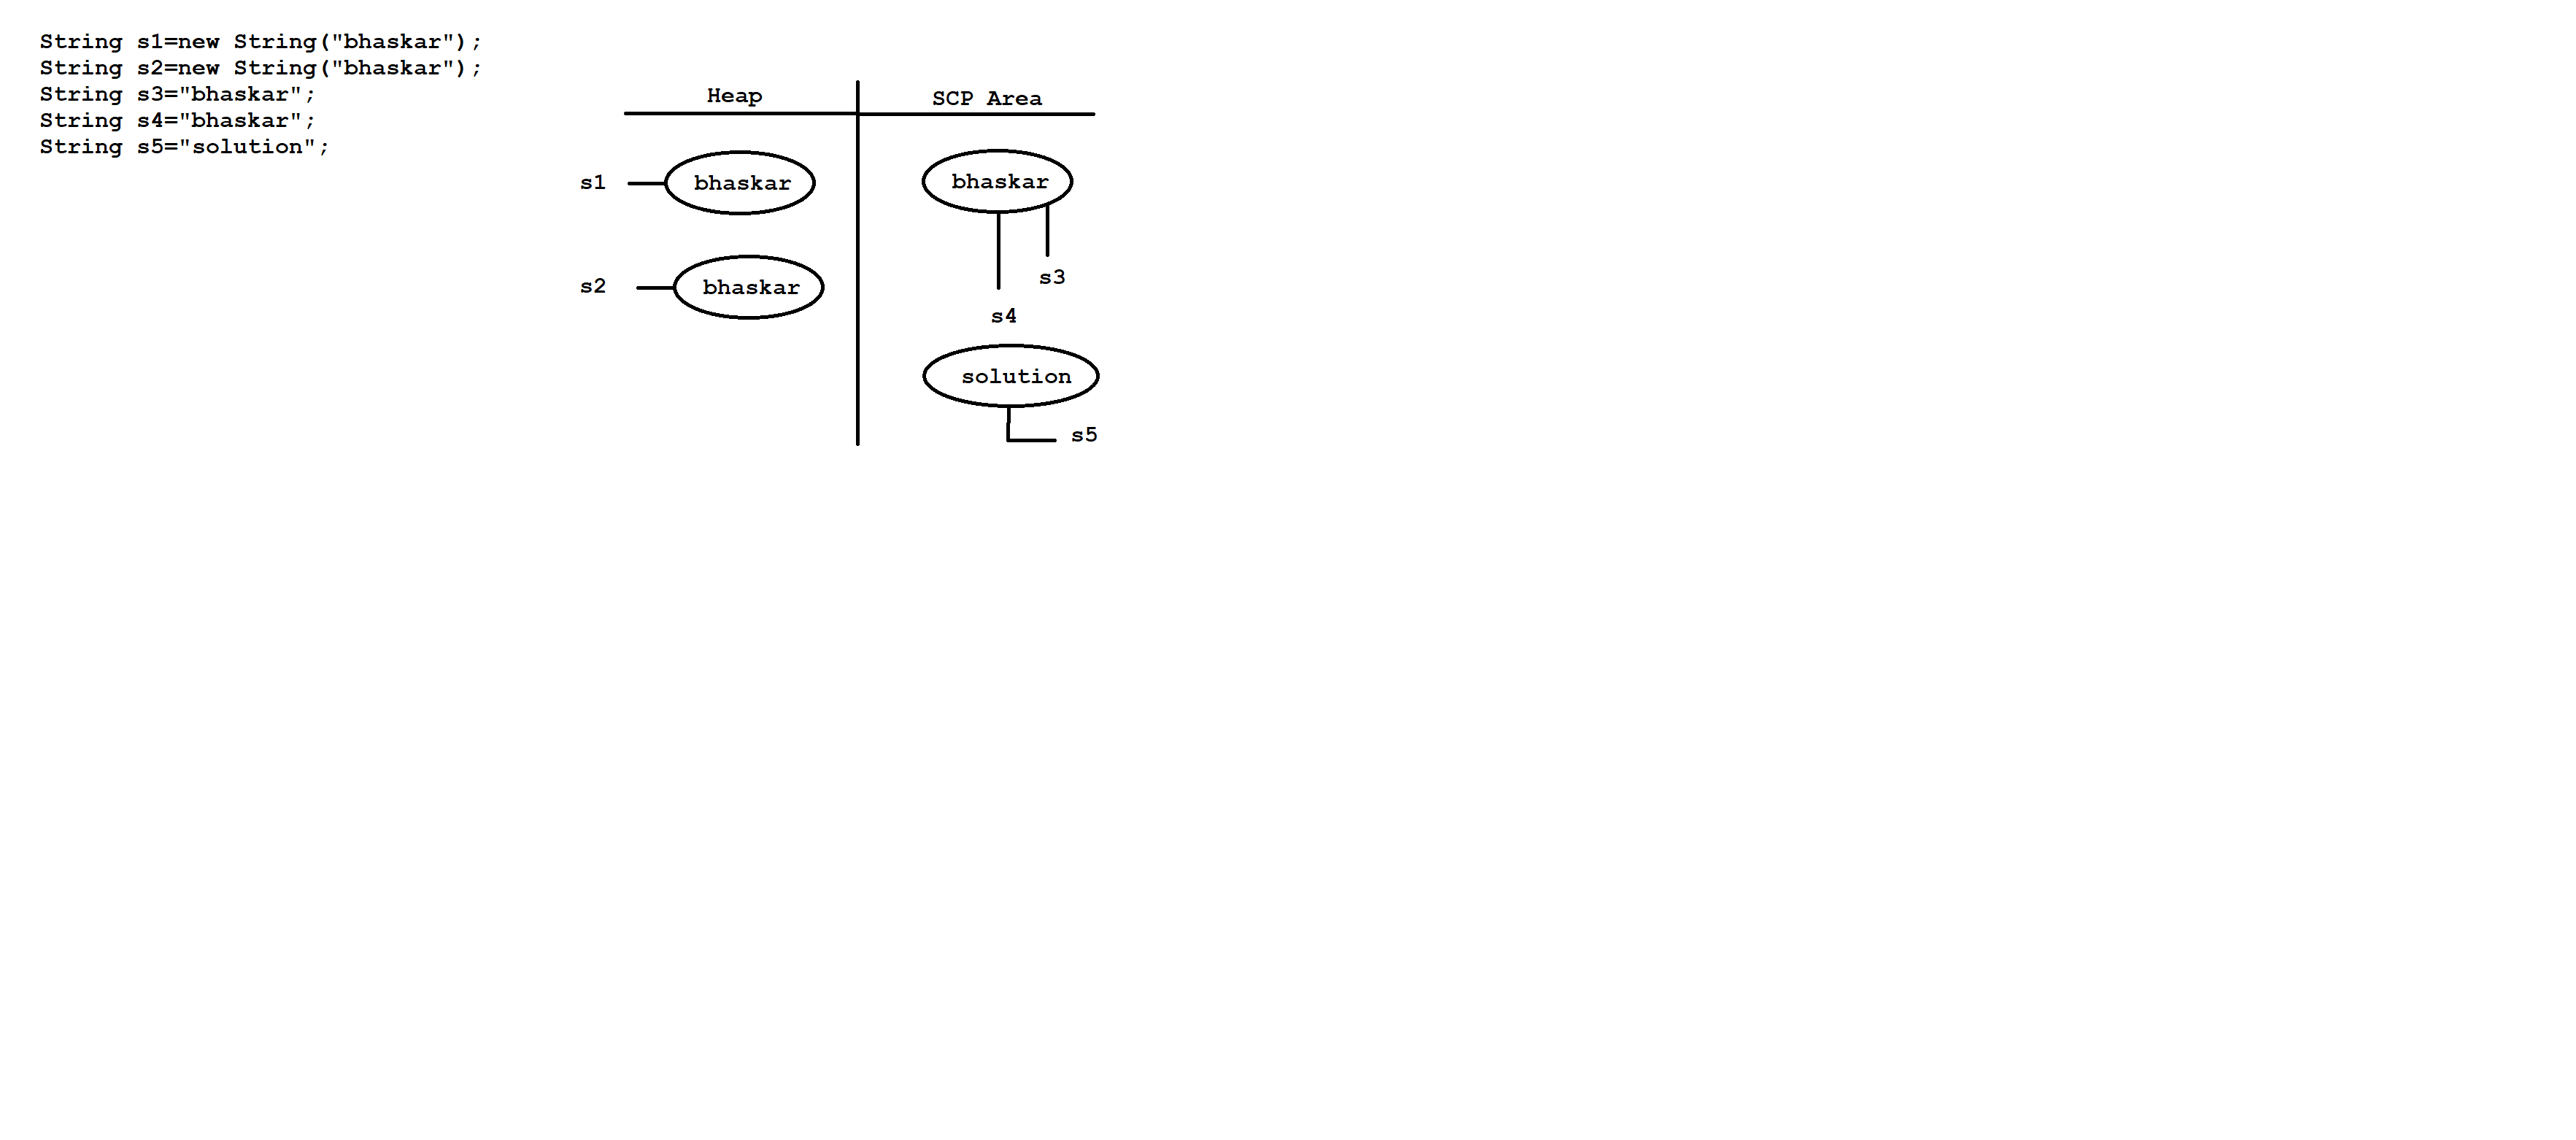 String s1=new String("bhaskar");
String s2=new String("bhaskar");
String s3="bhaskar";
String s4="bhaskar";
String s5="solution";
Heap
SCP Area
s1
bhaskar
bhaskar
s2
bhaskar
s3
s4
solution
s5